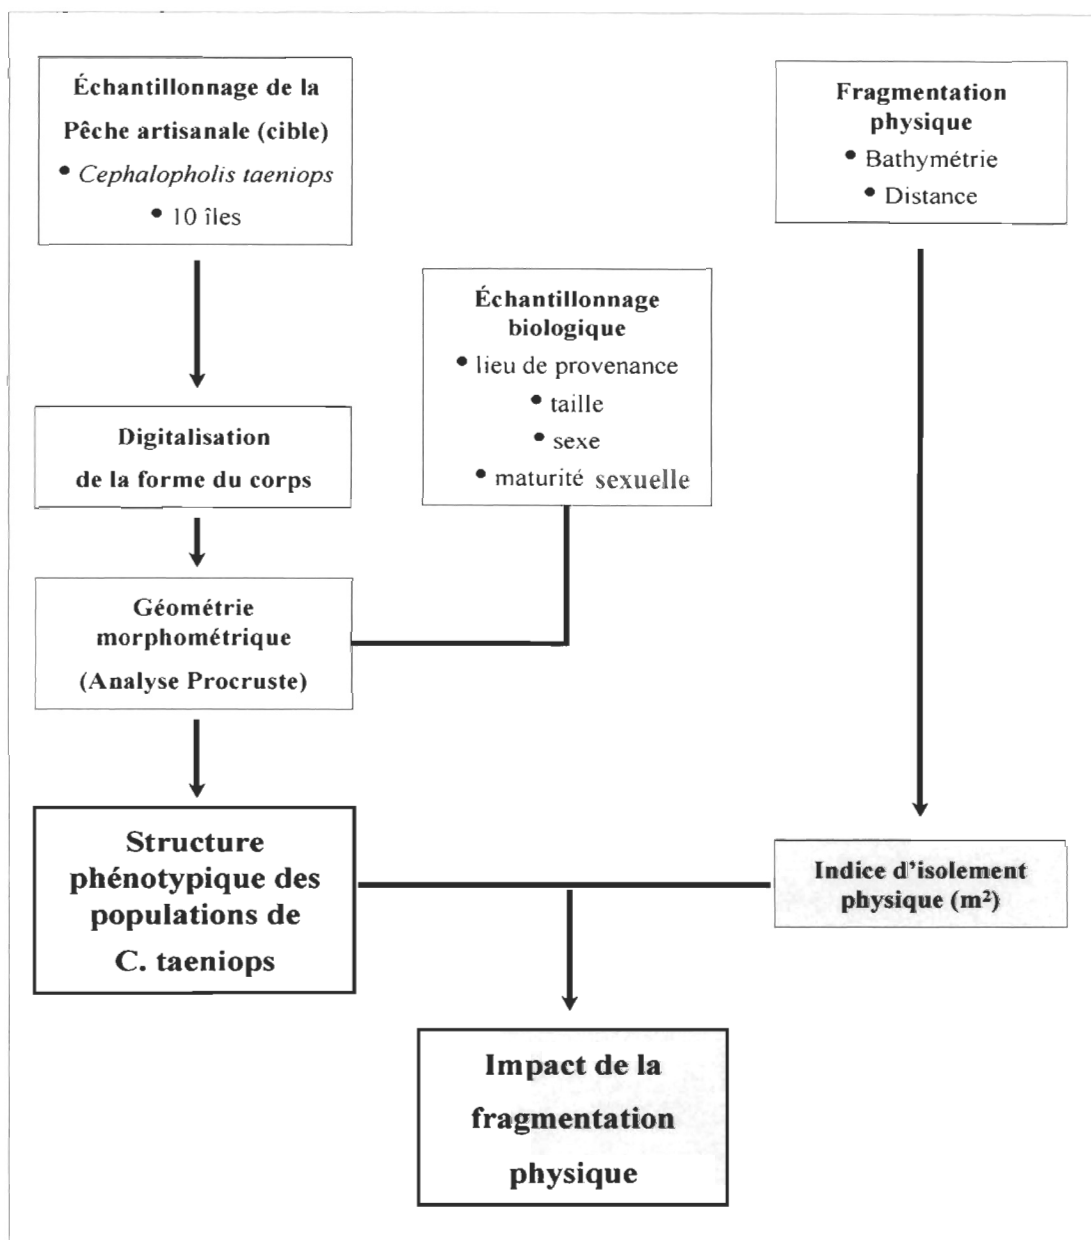 Échantillonnage de la
Pêche artisanale (cible)
• Cephalopholis taeniops
• 10 îles
Fragmentation
physique
• Bathymétrie
• Distance
Échantillonnage
biologique
• lieu de provenance
• taille
• sexe
• maturité sexuelle
Digitalisation
de la forme du corps
Géométrie
morphométrique
(Analyse Procruste)
Structure
phénotypique des
populations de
C. taeniops
Indice d'isolement
physique (m²)
Impact de la
fragmentation
physique